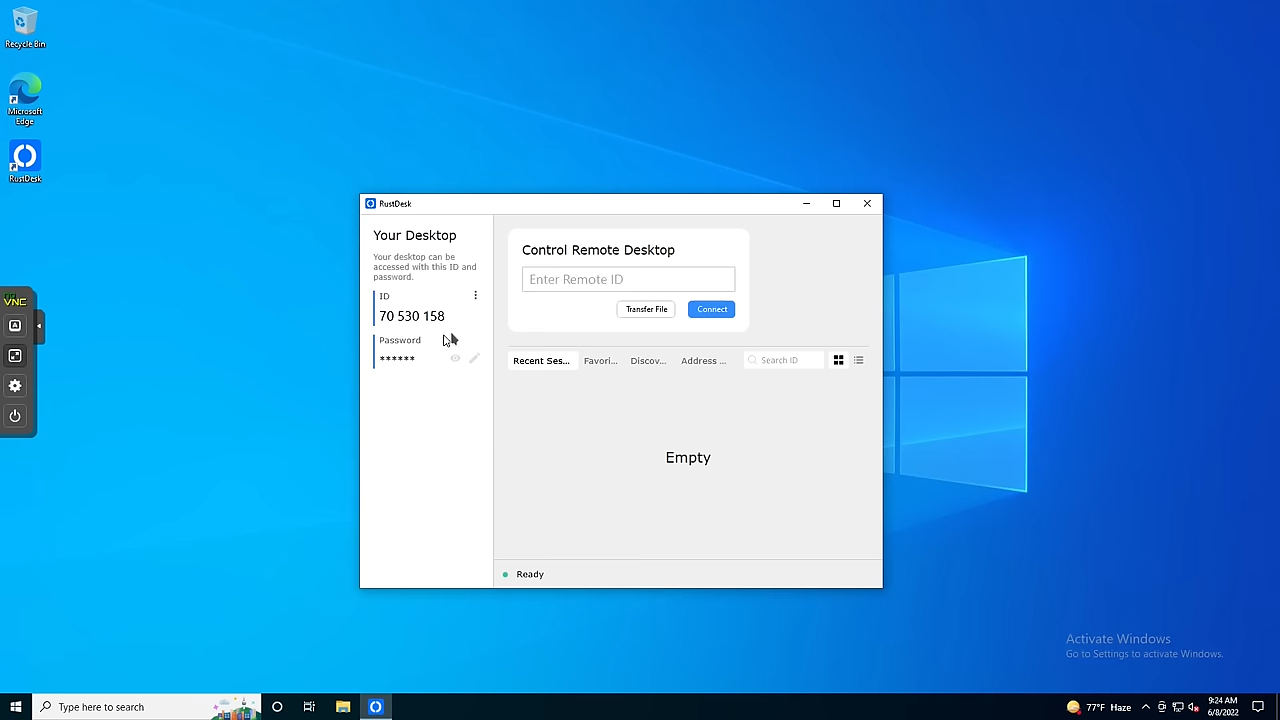 Recycle Bin
Microsoft
Edge
RustDesk
VNC
A
RustDesk
Your Desktop
Your desktop can be
accessed with this ID and
password.
ID
70 530 158
Password
******
Control Remote Desktop
Enter Remote ID
Transfer File
Connect
Recent Ses...
Favori...
Discov...
Address ...
Search ID
Empty
Ready
Activate Windows
Go to Settings to activate Windows.
Type here to search
77°F Haze
9:24 AM
6/8/2022